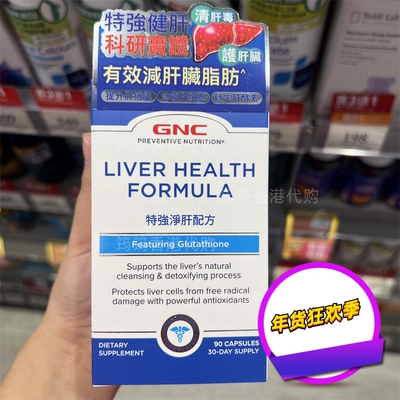 特強健肝
科研實證
清肝毒
護肝臟
有效減肝臟脂肪^
GNC
PREVENTIVE NUTRITION®
LIVER HEALTH
FORMULA
特強淨肝配方
Featuring Glutathione
Supports the liver's natural
cleansing & detoxifying process
Protects liver cells from free radical
damage with powerful antioxidants
DIETARY
SUPPLEMENT
90 CAPSULES
30-DAY SUPPLY
年货狂欢季
Calcium